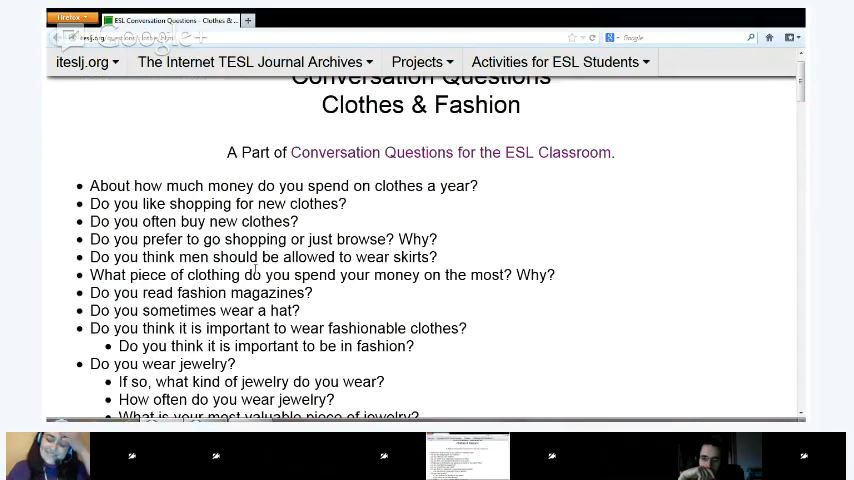 Firefox
ESL Conversation Questions - Clothes & ...
iteslj.org/questions/clothes.html
Google
Google+
iteslj.org
The Internet TESL Journal Archives
Projects
Activities for ESL Students
Conversation Questions
Clothes & Fashion
A Part of Conversation Questions for the ESL Classroom.
About how much money do you spend on clothes a year?
Do you like shopping for new clothes?
Do you often buy new clothes?
Do you prefer to go shopping or just browse? Why?
Do you think men should be allowed to wear skirts?
What piece of clothing do you spend your money on the most? Why?
Do you read fashion magazines?
Do you sometimes wear a hat?
Do you think it is important to wear fashionable clothes?
Do you think it is important to be in fashion?
Do you wear jewelry?
If so, what kind of jewelry do you wear?
How often do you wear jewelry?
What is your most valuable piece of jewelry?